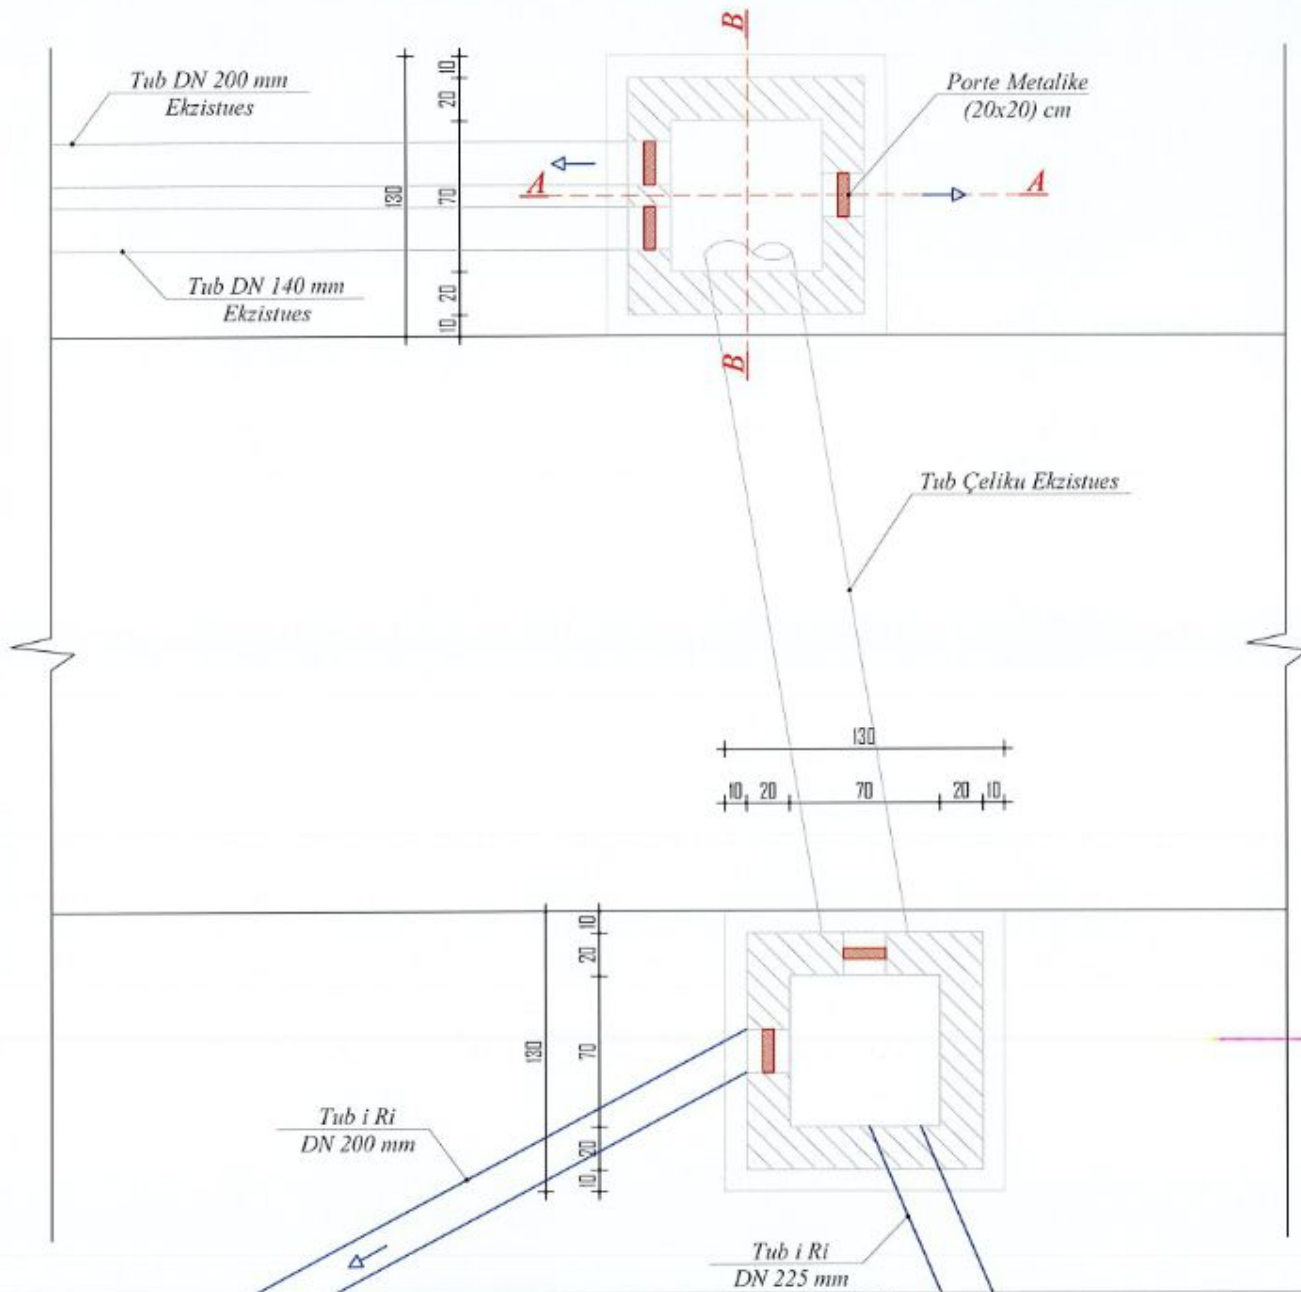 B
Tub DN 200 mm
Ekzistues
Porte Metalike
(20x20) cm
10
20
130
70
20
10
A
A
Tub DN 140 mm
Ekzistues
B
Tub Çeliku Ekzistues
130
10 20 70 20 10
10
20
130
70
20
10
Tub i Ri
DN 200 mm
Tub i Ri
DN 225 mm